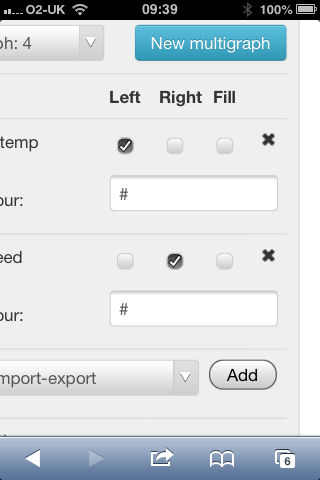 O2-UK 09:39 100%
ph: 4 New multigraph
Left Right Fill
temp
our: #
eed
our: #
mport-export Add
6